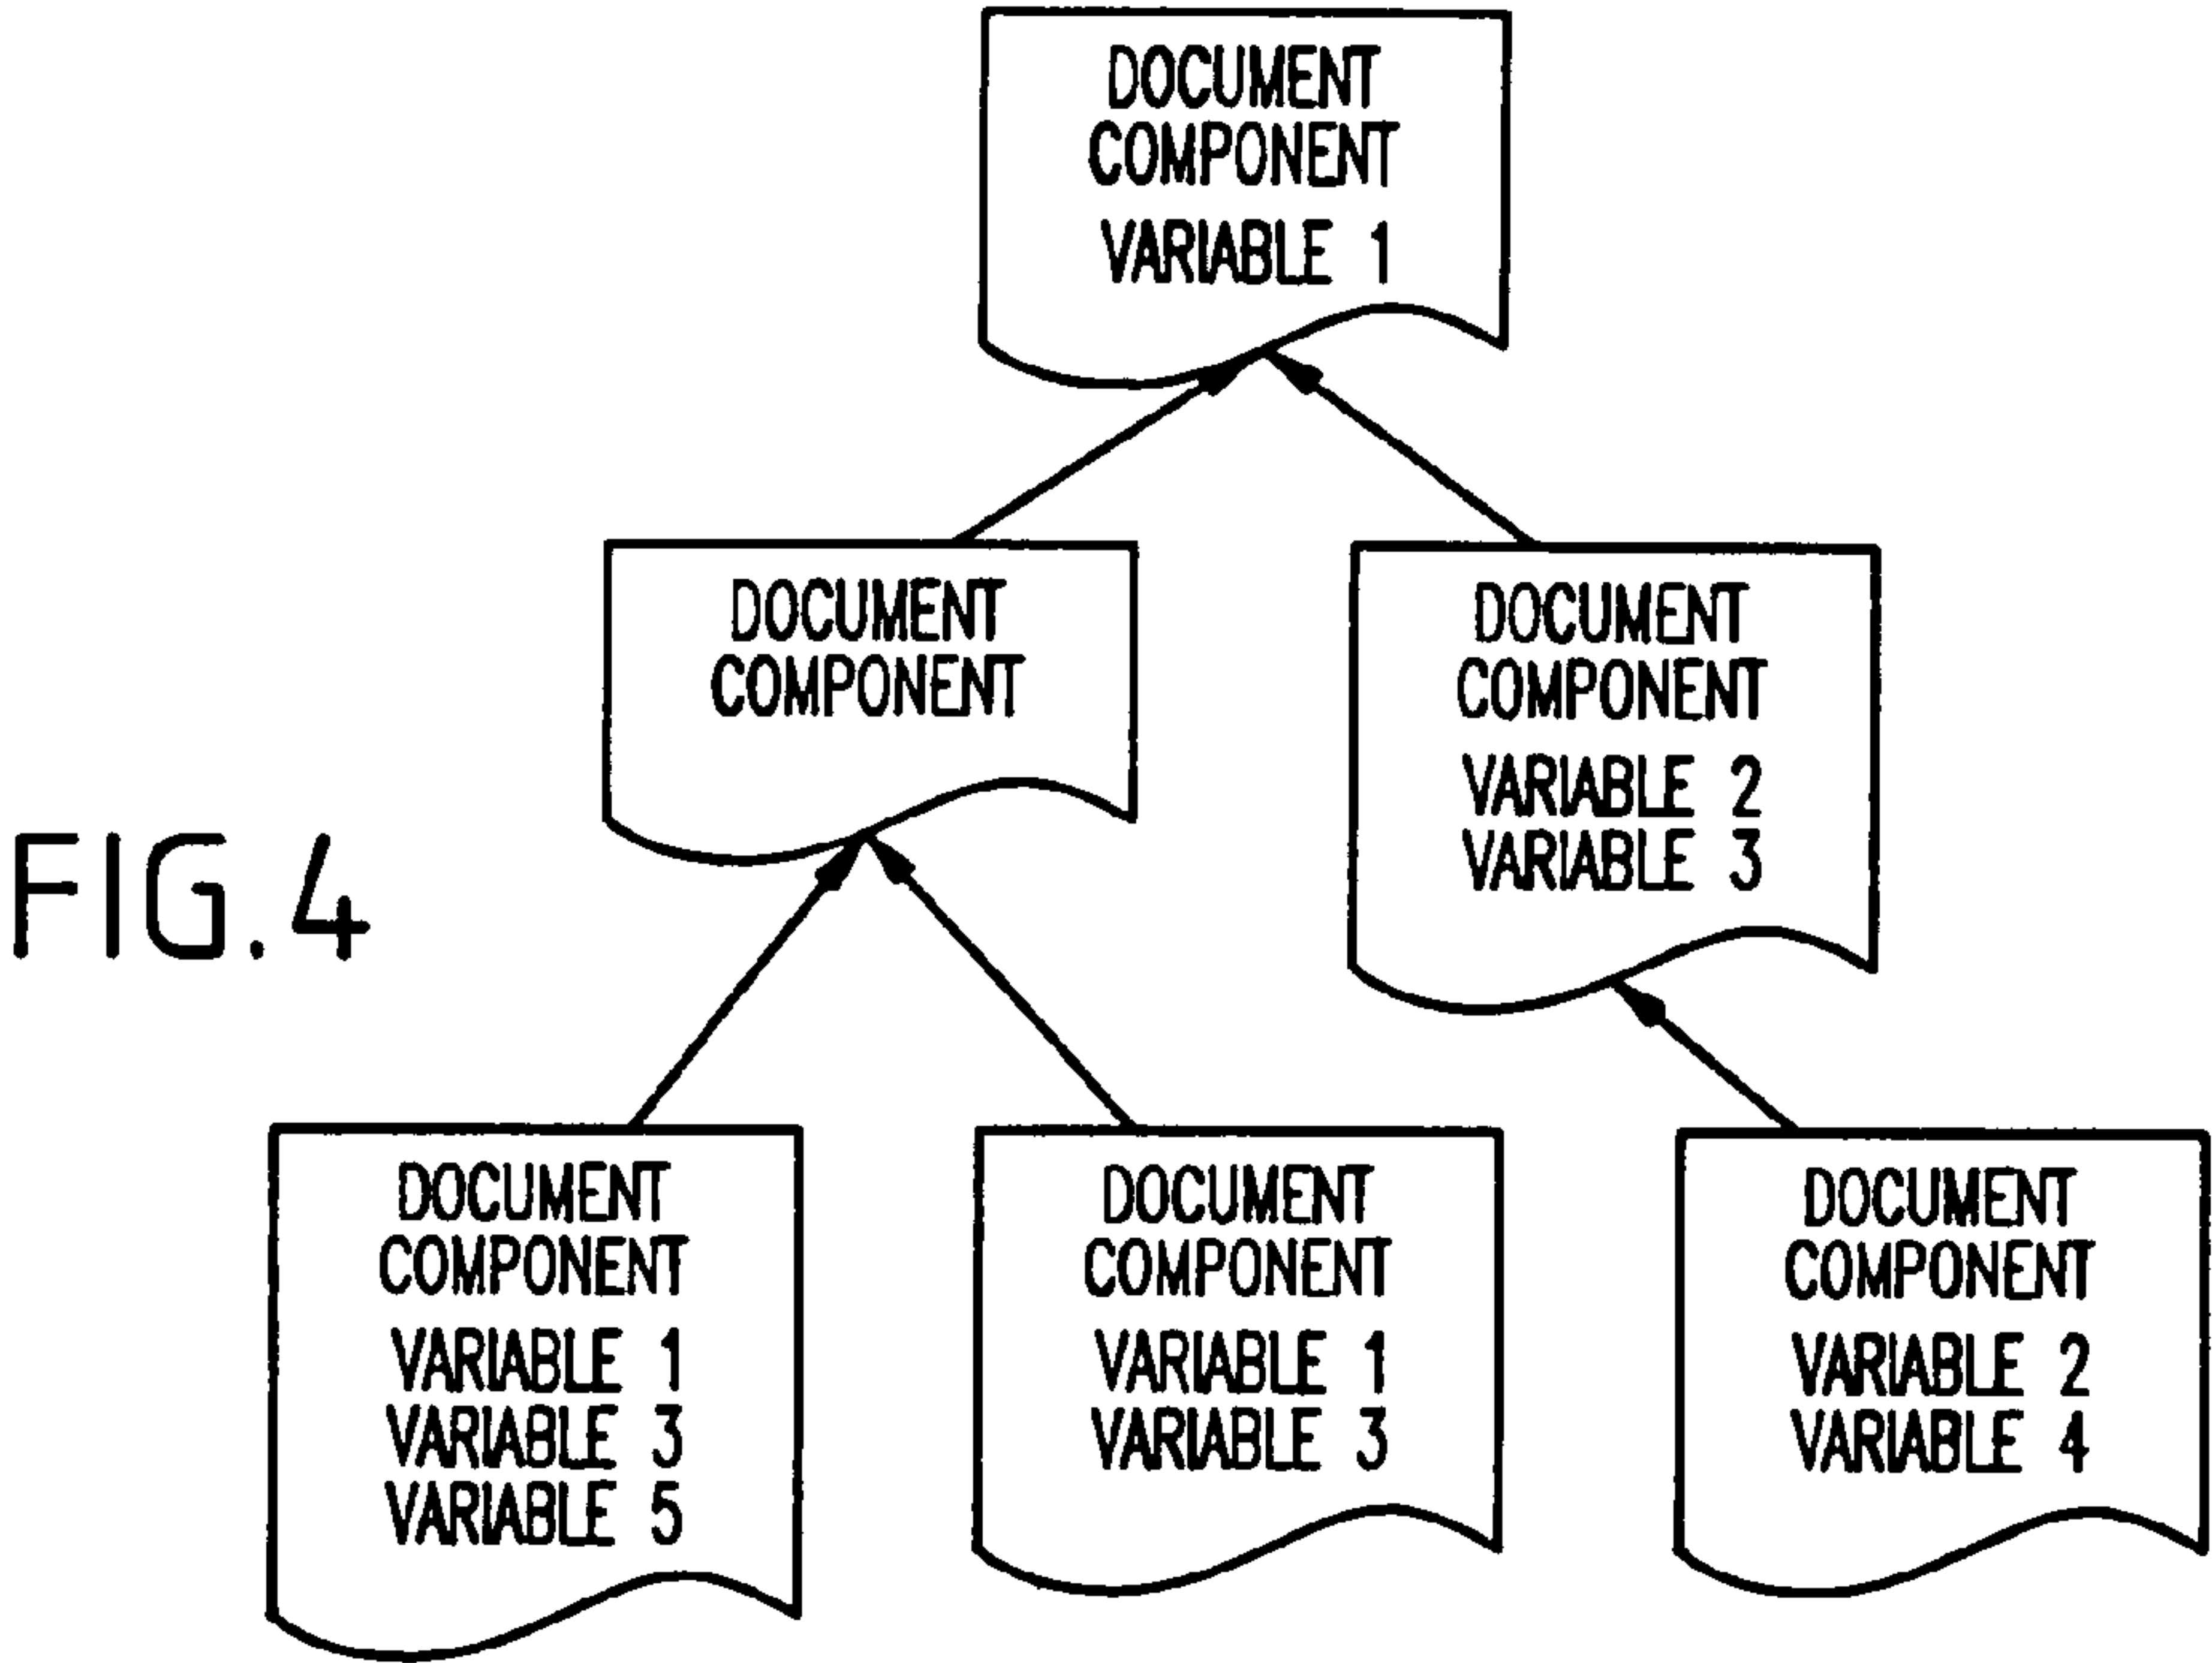 DOCUMENT
COMPONENT
VARIABLE 1
DOCUMENT
COMPONENT
DOCUMENT
COMPONENT
VARIABLE 2
VARIABLE 3
FIG.4
DOCUMENT
COMPONENT
VARIABLE 1
VARIABLE 3
VARIABLE 5
DOCUMENT
COMPONENT
VARIABLE 1
VARIABLE 3
DOCUMENT
COMPONENT
VARIABLE 2
VARIABLE 4